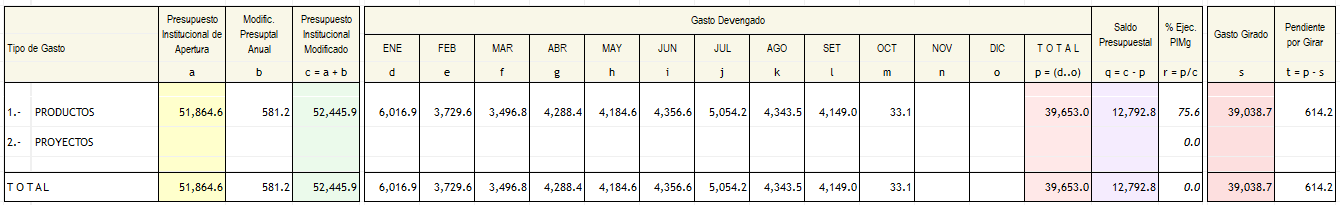 Tipo de Gasto | Presupuesto Institucional de Apertura | Modific. Presuptal Anual | Presupuesto Institucional Modificado | Gasto Devengado | Saldo Presupuestal | % Ejec. PIMg | Gasto Girado | Pendiente por Girar
ENE | FEB | MAR | ABR | MAY | JUN | JUL | AGO | SET | OCT | NOV | DIC | T O T A L
a | b | c = a + b | d | e | f | g | h | i | j | k | l | m | n | o | p = (d..o) | q = c - p | r = p/c | s | t = p - s
1.- PRODUCTOS | 51,864.6 | 581.2 | 52,445.9 | 6,016.9 | 3,729.6 | 3,496.8 | 4,288.4 | 4,184.6 | 4,356.6 | 5,054.2 | 4,343.5 | 4,149.0 | 33.1 | 39,653.0 | 12,792.8 | 75.6 | 39,038.7 | 614.2
2.- PROYECTOS | 0.0
T O T A L | 51,864.6 | 581.2 | 52,445.9 | 6,016.9 | 3,729.6 | 3,496.8 | 4,288.4 | 4,184.6 | 4,356.6 | 5,054.2 | 4,343.5 | 4,149.0 | 33.1 | 39,653.0 | 12,792.8 | 0.0 | 39,038.7 | 614.2